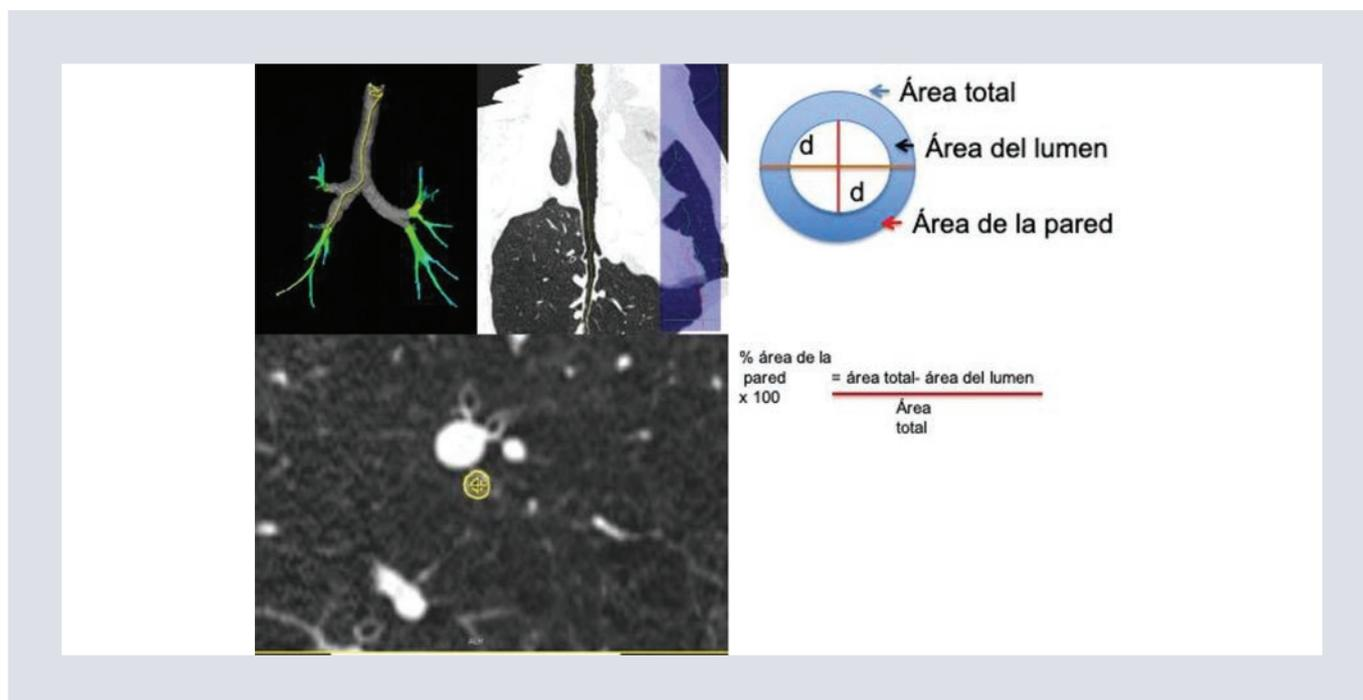 Área total
d
Área del lumen
d
Área de la pared
% área de la
pared
= área total- área del lumen
x 100
Área
total